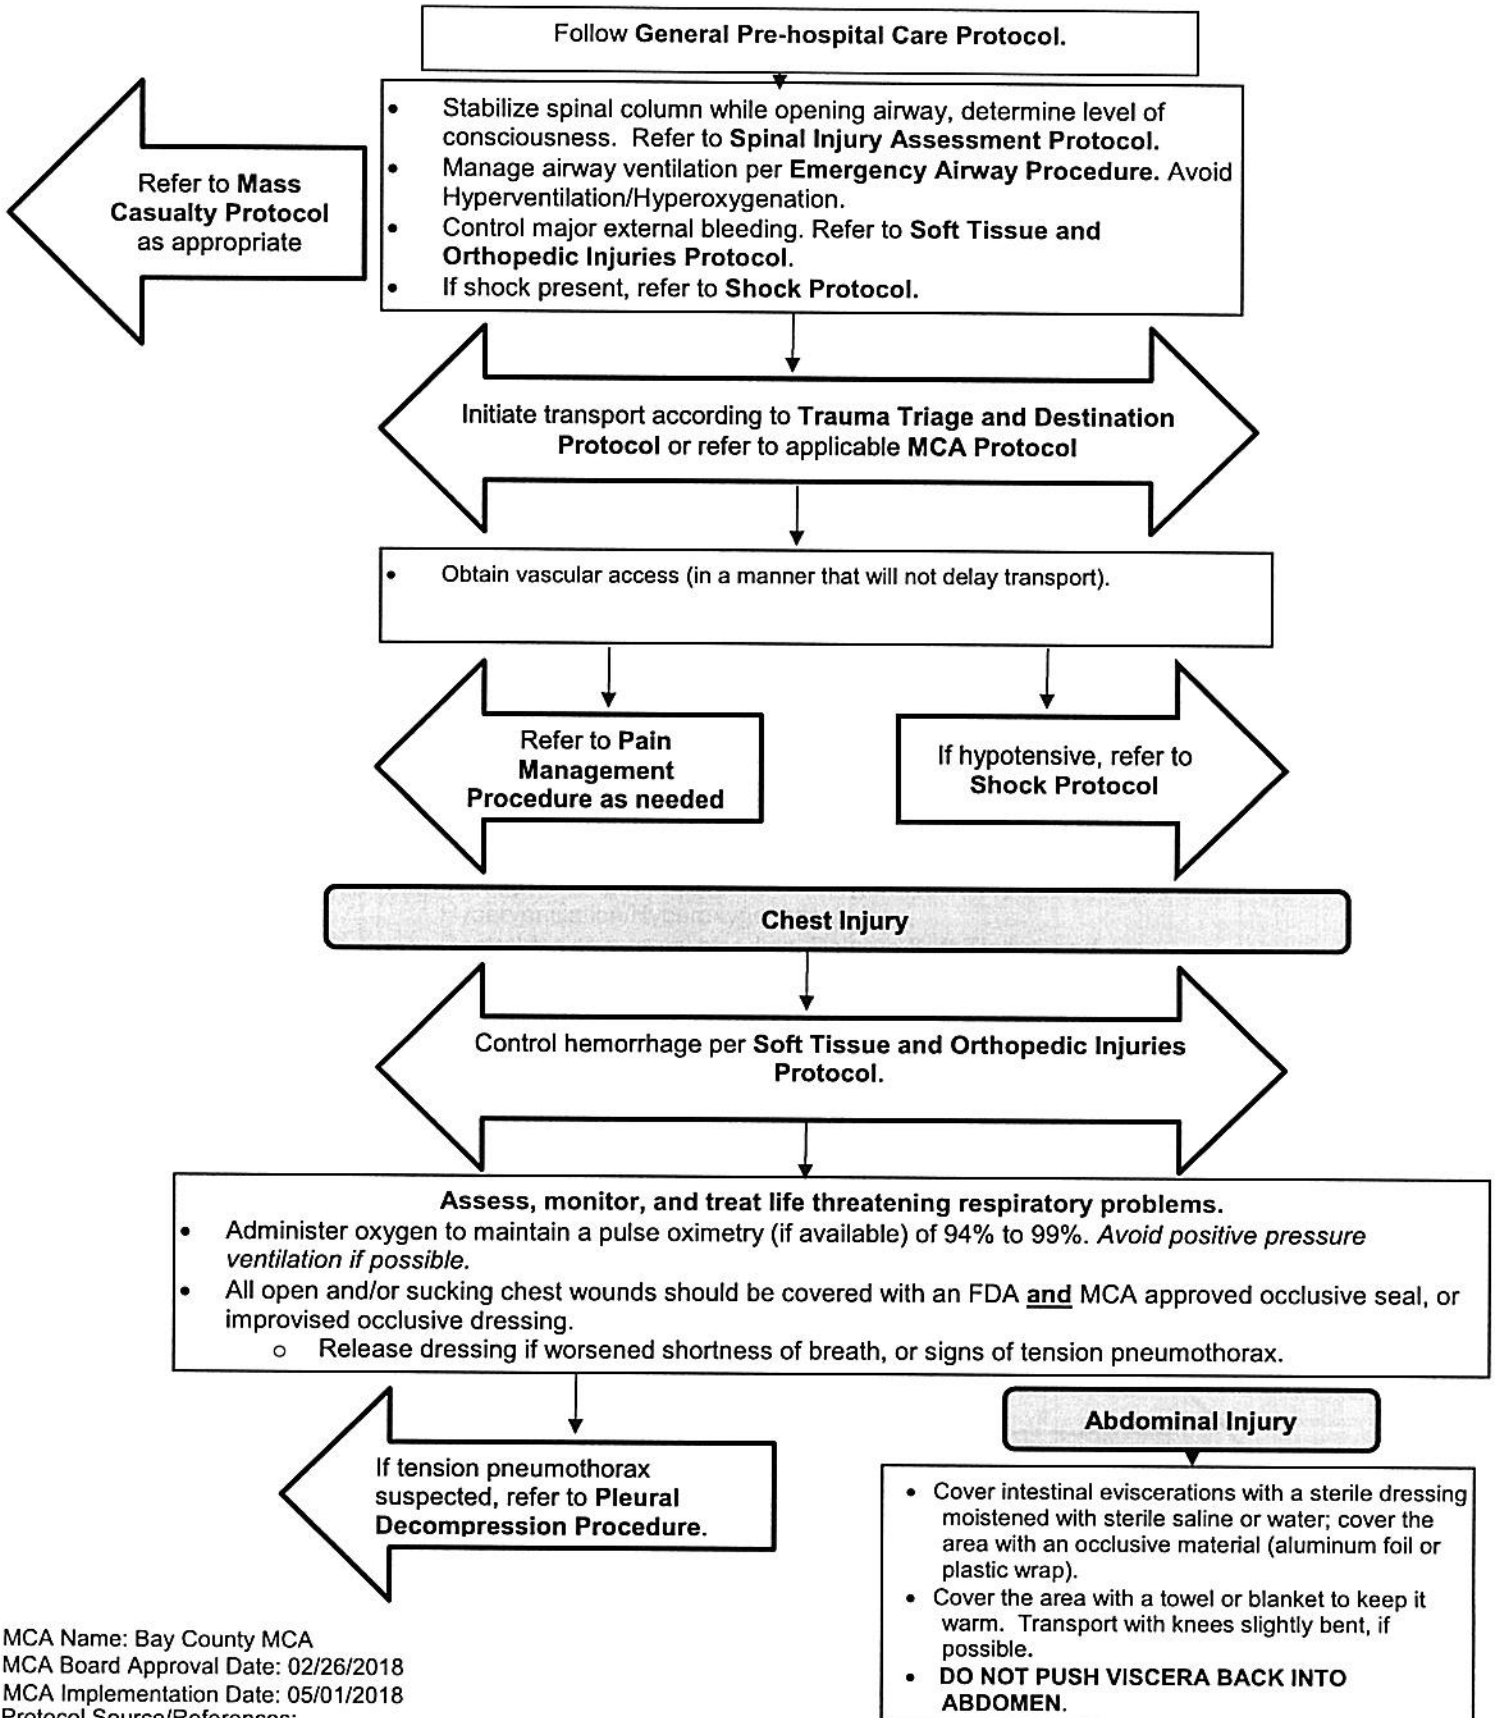 Follow General Pre-hospital Care Protocol.
• Stabilize spinal column while opening airway, determine level of
consciousness. Refer to Spinal Injury Assessment Protocol.
• Manage airway ventilation per Emergency Airway Procedure. Avoid
Hyperventilation/Hyperoxygenation.
• Control major external bleeding. Refer to Soft Tissue and
Orthopedic Injuries Protocol.
• If shock present, refer to Shock Protocol.
Refer to Mass
Casualty Protocol
as appropriate
Initiate transport according to Trauma Triage and Destination
Protocol or refer to applicable MCA Protocol
• Obtain vascular access (in a manner that will not delay transport).
Refer to Pain
Management
Procedure as needed
If hypotensive, refer to
Shock Protocol
Chest Injury
Control hemorrhage per Soft Tissue and Orthopedic Injuries
Protocol.
Assess, monitor, and treat life threatening respiratory problems.
• Administer oxygen to maintain a pulse oximetry (if available) of 94% to 99%. Avoid positive pressure
ventilation if possible.
• All open and/or sucking chest wounds should be covered with an FDA and MCA approved occlusive seal, or
improvised occlusive dressing.
o Release dressing if worsened shortness of breath, or signs of tension pneumothorax.
If tension pneumothorax
suspected, refer to Pleural
Decompression Procedure.
Abdominal Injury
• Cover intestinal eviscerations with a sterile dressing
moistened with sterile saline or water; cover the
area with an occlusive material (aluminum foil or
plastic wrap).
• Cover the area with a towel or blanket to keep it
warm. Transport with knees slightly bent, if
possible.
• DO NOT PUSH VISCERA BACK INTO
ABDOMEN.
MCA Name: Bay County MCA
MCA Board Approval Date: 02/26/2018
MCA Implementation Date: 05/01/2018
Protocol Source/References: